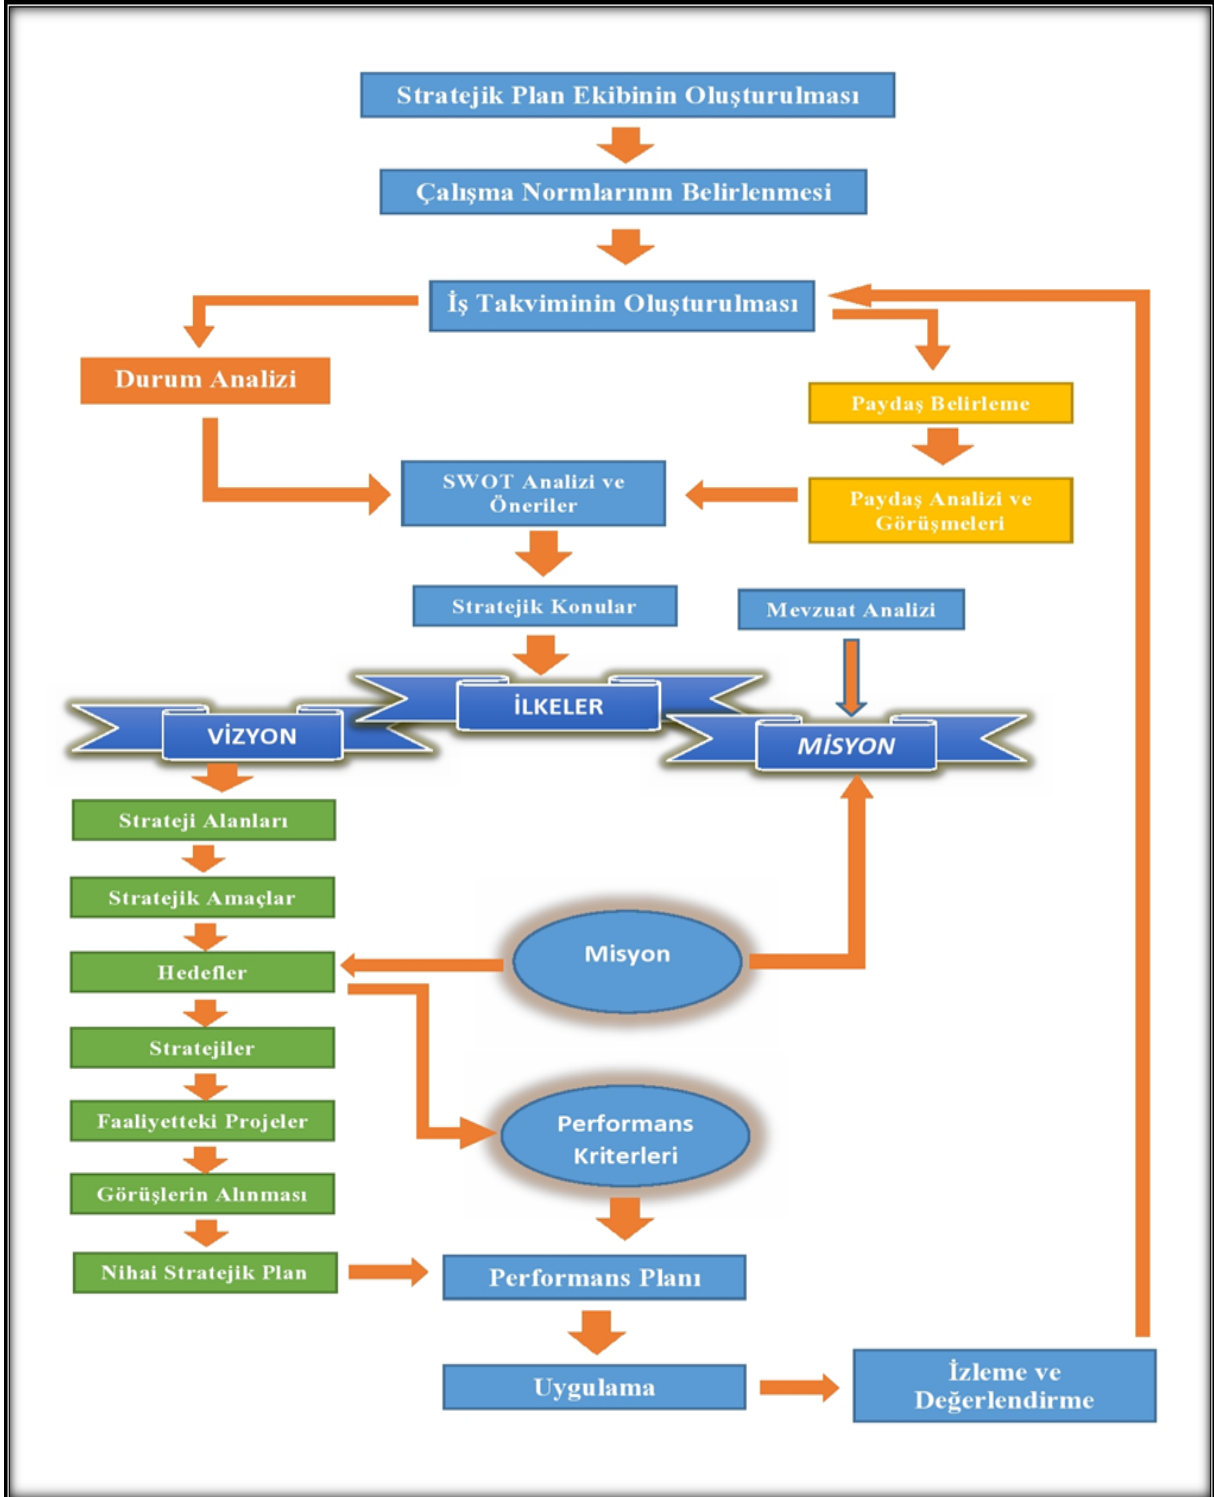 Stratejik Plan Ekibinin Oluşturulması
Çalışma Normlarının Belirlenmesi
İş Takviminin Oluşturulması
Durum Analizi
Paydaş Belirleme
SWOT Analizi ve
Öneriler
Paydaş Analizi ve
Görüşmeleri
Stratejik Konular
Mevzuat Analizi
İLKELER
VİZYON
MİSYON
Strateji Alanları
Stratejik Amaçlar
Hedefler
Misyon
Stratejiler
Faaliyetteki Projeler
Performans
Kriterleri
Görüşlerin Alınması
Nihai Stratejik Plan
Performans Planı
Uygulama
İzleme ve
Değerlendirme